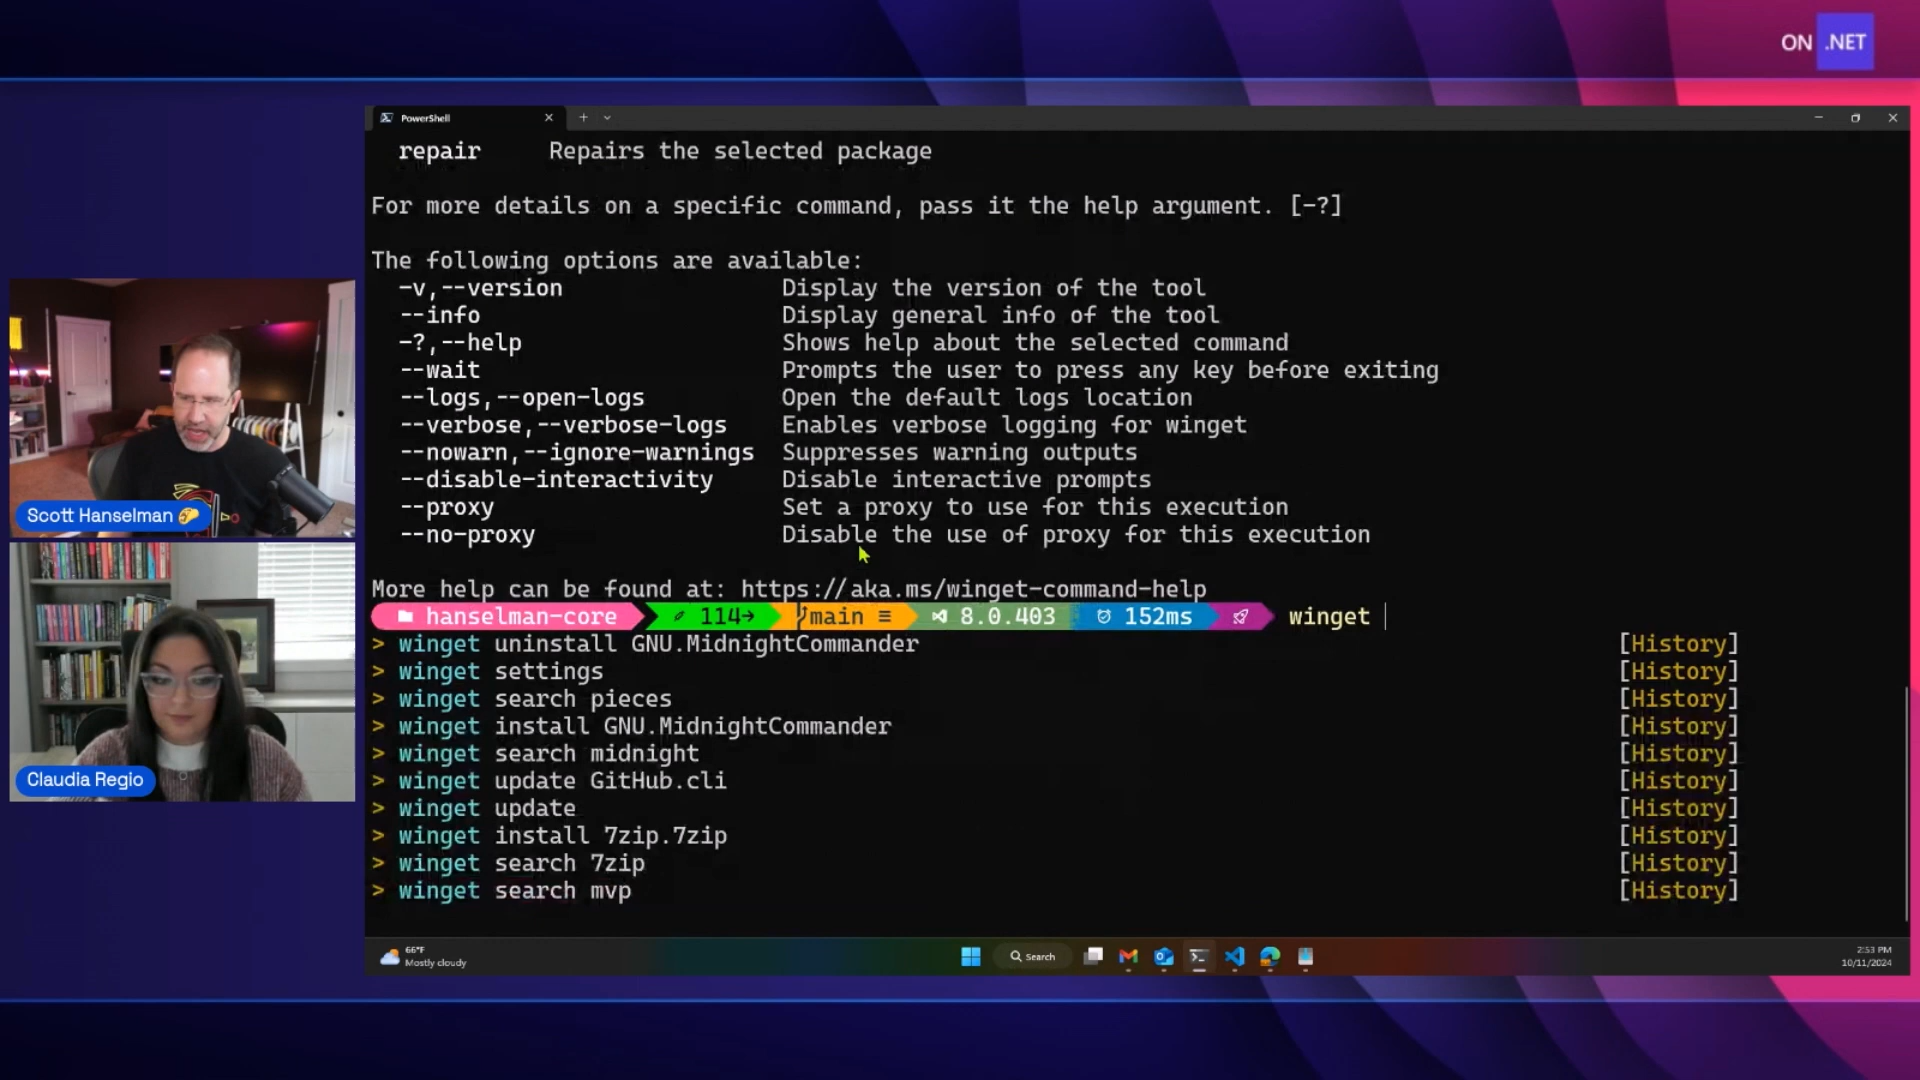 ON .NET
PowerShell
repair Repairs the selected package
For more details on a specific command, pass it the help argument. [-?]
The following options are available:
-v,--version Display the version of the tool
--info Display general info of the tool
-?,--help Shows help about the selected command
--wait Prompts the user to press any key before exiting
--logs,--open-logs Open the default logs location
--verbose,--verbose-logs Enables verbose logging for winget
--nowarn,--ignore-warnings Suppresses warning outputs
--disable-interactivity Disable interactive prompts
--proxy Set a proxy to use for this execution
--no-proxy Disable the use of proxy for this execution
More help can be found at: https://aka.ms/winget-command-help
hanselman-core 114→ main ≡ 8.0.403 152ms winget
> winget uninstall GNU.MidnightCommander [History]
> winget settings [History]
> winget search pieces [History]
> winget install GNU.MidnightCommander [History]
> winget search midnight [History]
> winget update GitHub.cli [History]
> winget update [History]
> winget install 7zip.7zip [History]
> winget search 7zip [History]
> winget search mvp [History]
Scott Hanselman 🌮
Claudia Regio
66°F
Mostly cloudy
Search
2:53 PM
10/11/2024